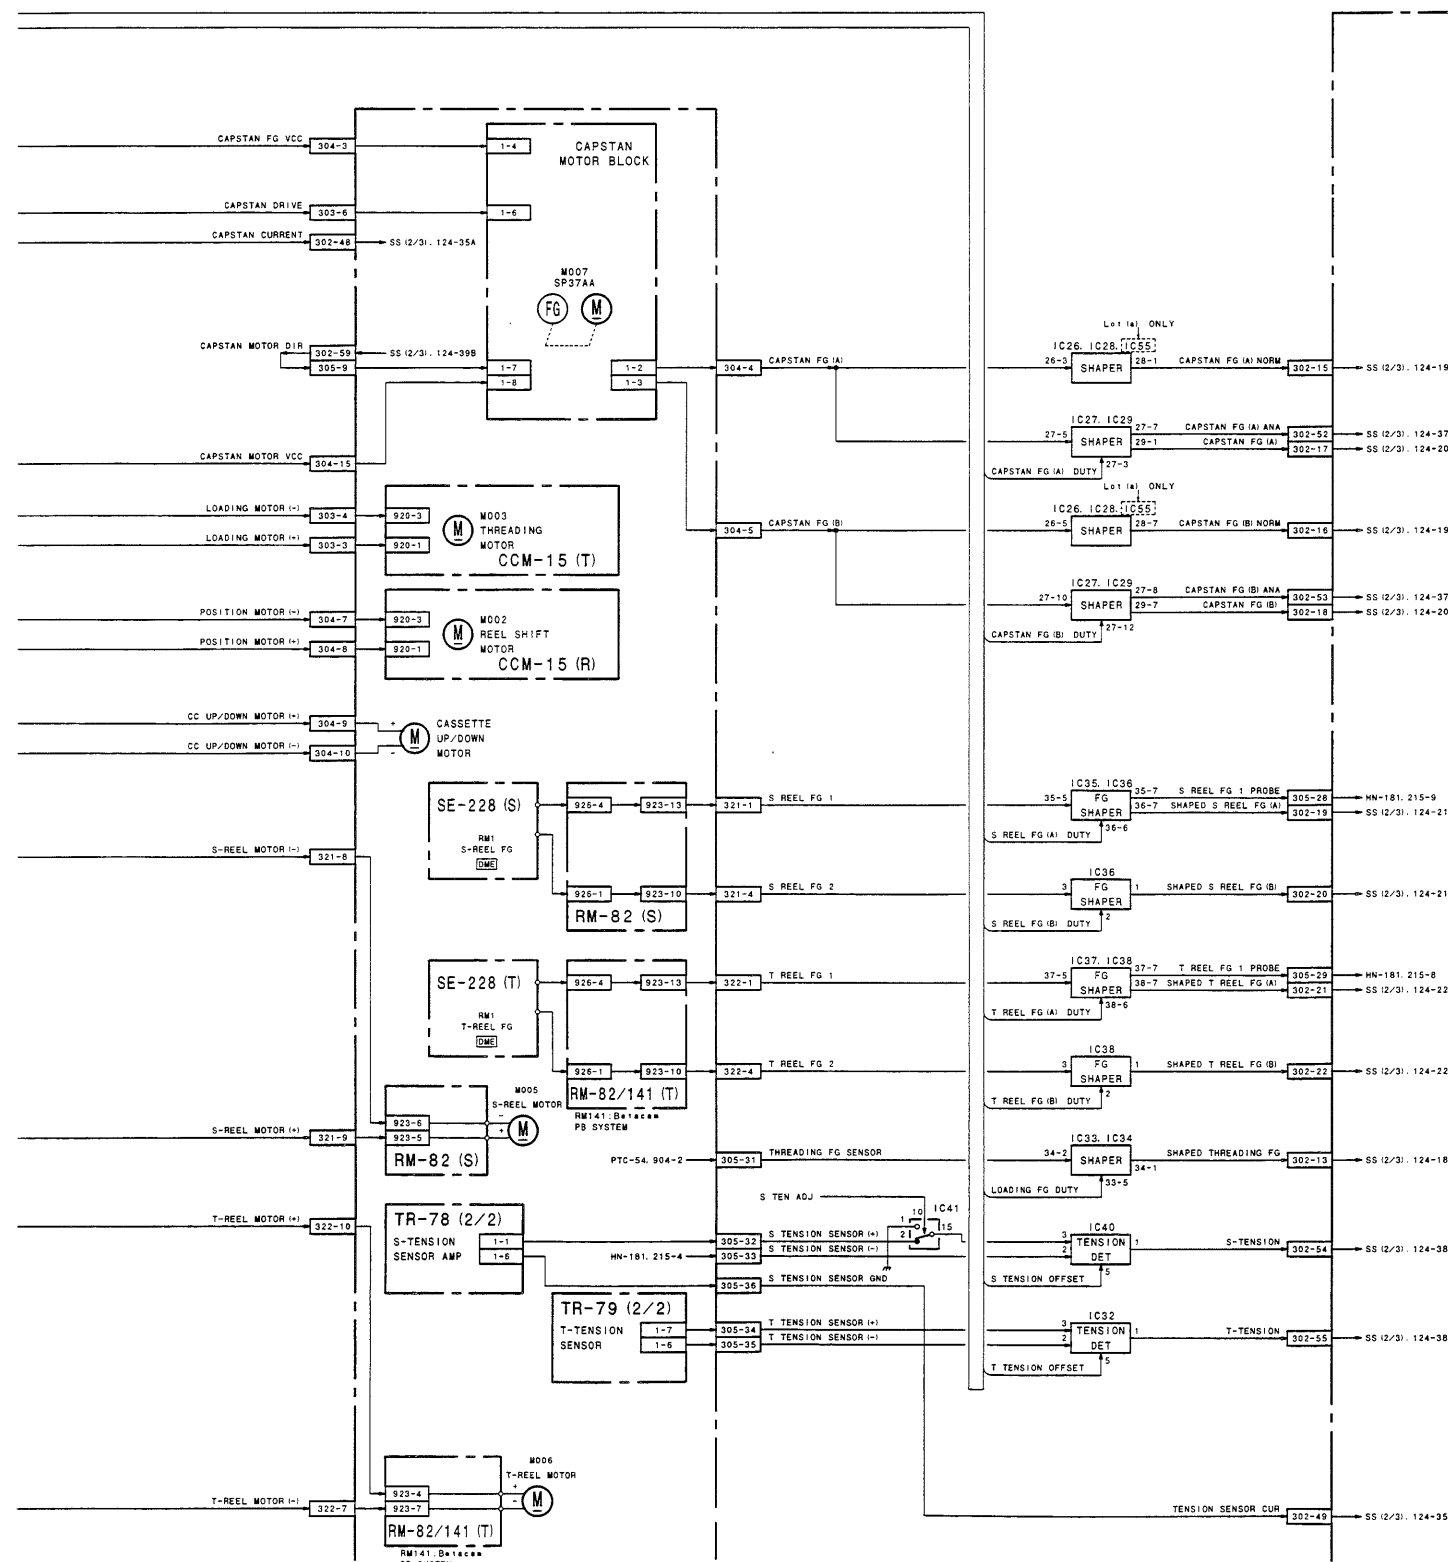 CAPSTAN FG VCC
304-3
1-4
CAPSTAN
MOTOR BLOCK
CAPSTAN DRIVE
303-6
1-6
CAPSTAN CURRENT
302-48
SS (2/3). 124-35A
M007
SP37AA
FG
M
CAPSTAN MOTOR DIR
302-59
SS (2/3). 124-39B
305-9
1-7
1-8
1-2
1-3
304-4
CAPSTAN FG (A)
Lot (a) ONLY
IC26. IC28. IC55
26-3
SHAPER
28-1
CAPSTAN FG (A) NORM
302-15
SS (2/3). 124-19
IC27. IC29
27-5
SHAPER
27-7
29-1
CAPSTAN FG (A) ANA
CAPSTAN FG (A)
302-52
302-17
SS (2/3). 124-37
SS (2/3). 124-20
CAPSTAN FG (A) DUTY
27-3
CAPSTAN MOTOR VCC
304-15
LOADING MOTOR (-)
303-4
920-3
LOADING MOTOR (+)
303-3
920-1
M
M003
THREADING
MOTOR
CCM-15 (T)
304-5
CAPSTAN FG (B)
Lot (a) ONLY
IC26. IC28. IC55
26-5
SHAPER
28-7
CAPSTAN FG (B) NORM
302-16
SS (2/3). 124-19
IC27. IC29
27-10
SHAPER
27-8
29-7
CAPSTAN FG (B) ANA
CAPSTAN FG (B)
302-53
302-18
SS (2/3). 124-37
SS (2/3). 124-20
CAPSTAN FG (B) DUTY
27-12
POSITION MOTOR (-)
304-7
920-3
POSITION MOTOR (+)
304-8
920-1
M
M002
REEL SHIFT
MOTOR
CCM-15 (R)
CC UP/DOWN MOTOR (+)
304-9
CC UP/DOWN MOTOR (-)
304-10
+
-
M
CASSETTE
UP/DOWN
MOTOR
SE-228 (S)
RM1
S-REEL FG
DME
926-4
923-13
321-1
S REEL FG 1
926-1
923-10
321-4
S REEL FG 2
RM-82 (S)
IC35. IC36
35-5
FG
SHAPER
35-7
36-7
S REEL FG 1 PROBE
SHAPED S REEL FG (A)
305-28
302-19
HN-181. 215-9
SS (2/3). 124-21
S REEL FG (A) DUTY
36-6
S-REEL MOTOR (-)
321-8
IC36
3
FG
SHAPER
1
SHAPED S REEL FG (B)
302-20
SS (2/3). 124-21
S REEL FG (B) DUTY
2
SE-228 (T)
RM1
T-REEL FG
DME
926-4
923-13
322-1
T REEL FG 1
926-1
923-10
322-4
T REEL FG 2
RM-82/141 (T)
RM141:Betacam
PB SYSTEM
IC37. IC38
37-5
FG
SHAPER
37-7
38-7
T REEL FG 1 PROBE
SHAPED T REEL FG (A)
305-29
302-21
HN-181. 215-8
SS (2/3). 124-22
T REEL FG (A) DUTY
38-6
IC38
3
FG
SHAPER
1
SHAPED T REEL FG (B)
302-22
SS (2/3). 124-22
T REEL FG (B) DUTY
2
M005
S-REEL MOTOR
923-6
923-5
-
+
M
S-REEL MOTOR (+)
321-9
RM-82 (S)
PTC-54. 904-2
305-31
THREADING FG SENSOR
IC33. IC34
34-2
SHAPER
34-1
SHAPED THREADING FG
302-13
SS (2/3). 124-18
LOADING FG DUTY
33-5
T-REEL MOTOR (+)
322-10
TR-78 (2/2)
S-TENSION
SENSOR AMP
1-1
1-6
HN-181. 215-4
305-32
305-33
305-36
S TENSION SENSOR (+)
S TENSION SENSOR (-)
S TENSION SENSOR GND
S TEN ADJ
10
IC41
1
2
15
IC40
3
2
TENSION
DET
1
S-TENSION
302-54
SS (2/3). 124-38
S TENSION OFFSET
5
TR-79 (2/2)
T-TENSION
SENSOR
1-7
1-6
305-34
305-35
T TENSION SENSOR (+)
T TENSION SENSOR (-)
IC32
3
2
TENSION
DET
1
T-TENSION
302-55
SS (2/3). 124-38
T TENSION OFFSET
5
M006
T-REEL MOTOR
923-4
923-7
+
-
M
T-REEL MOTOR (-)
322-7
RM-82/141 (T)
RM141:Betacam
TENSION SENSOR CUR
302-49
SS (2/3). 124-35